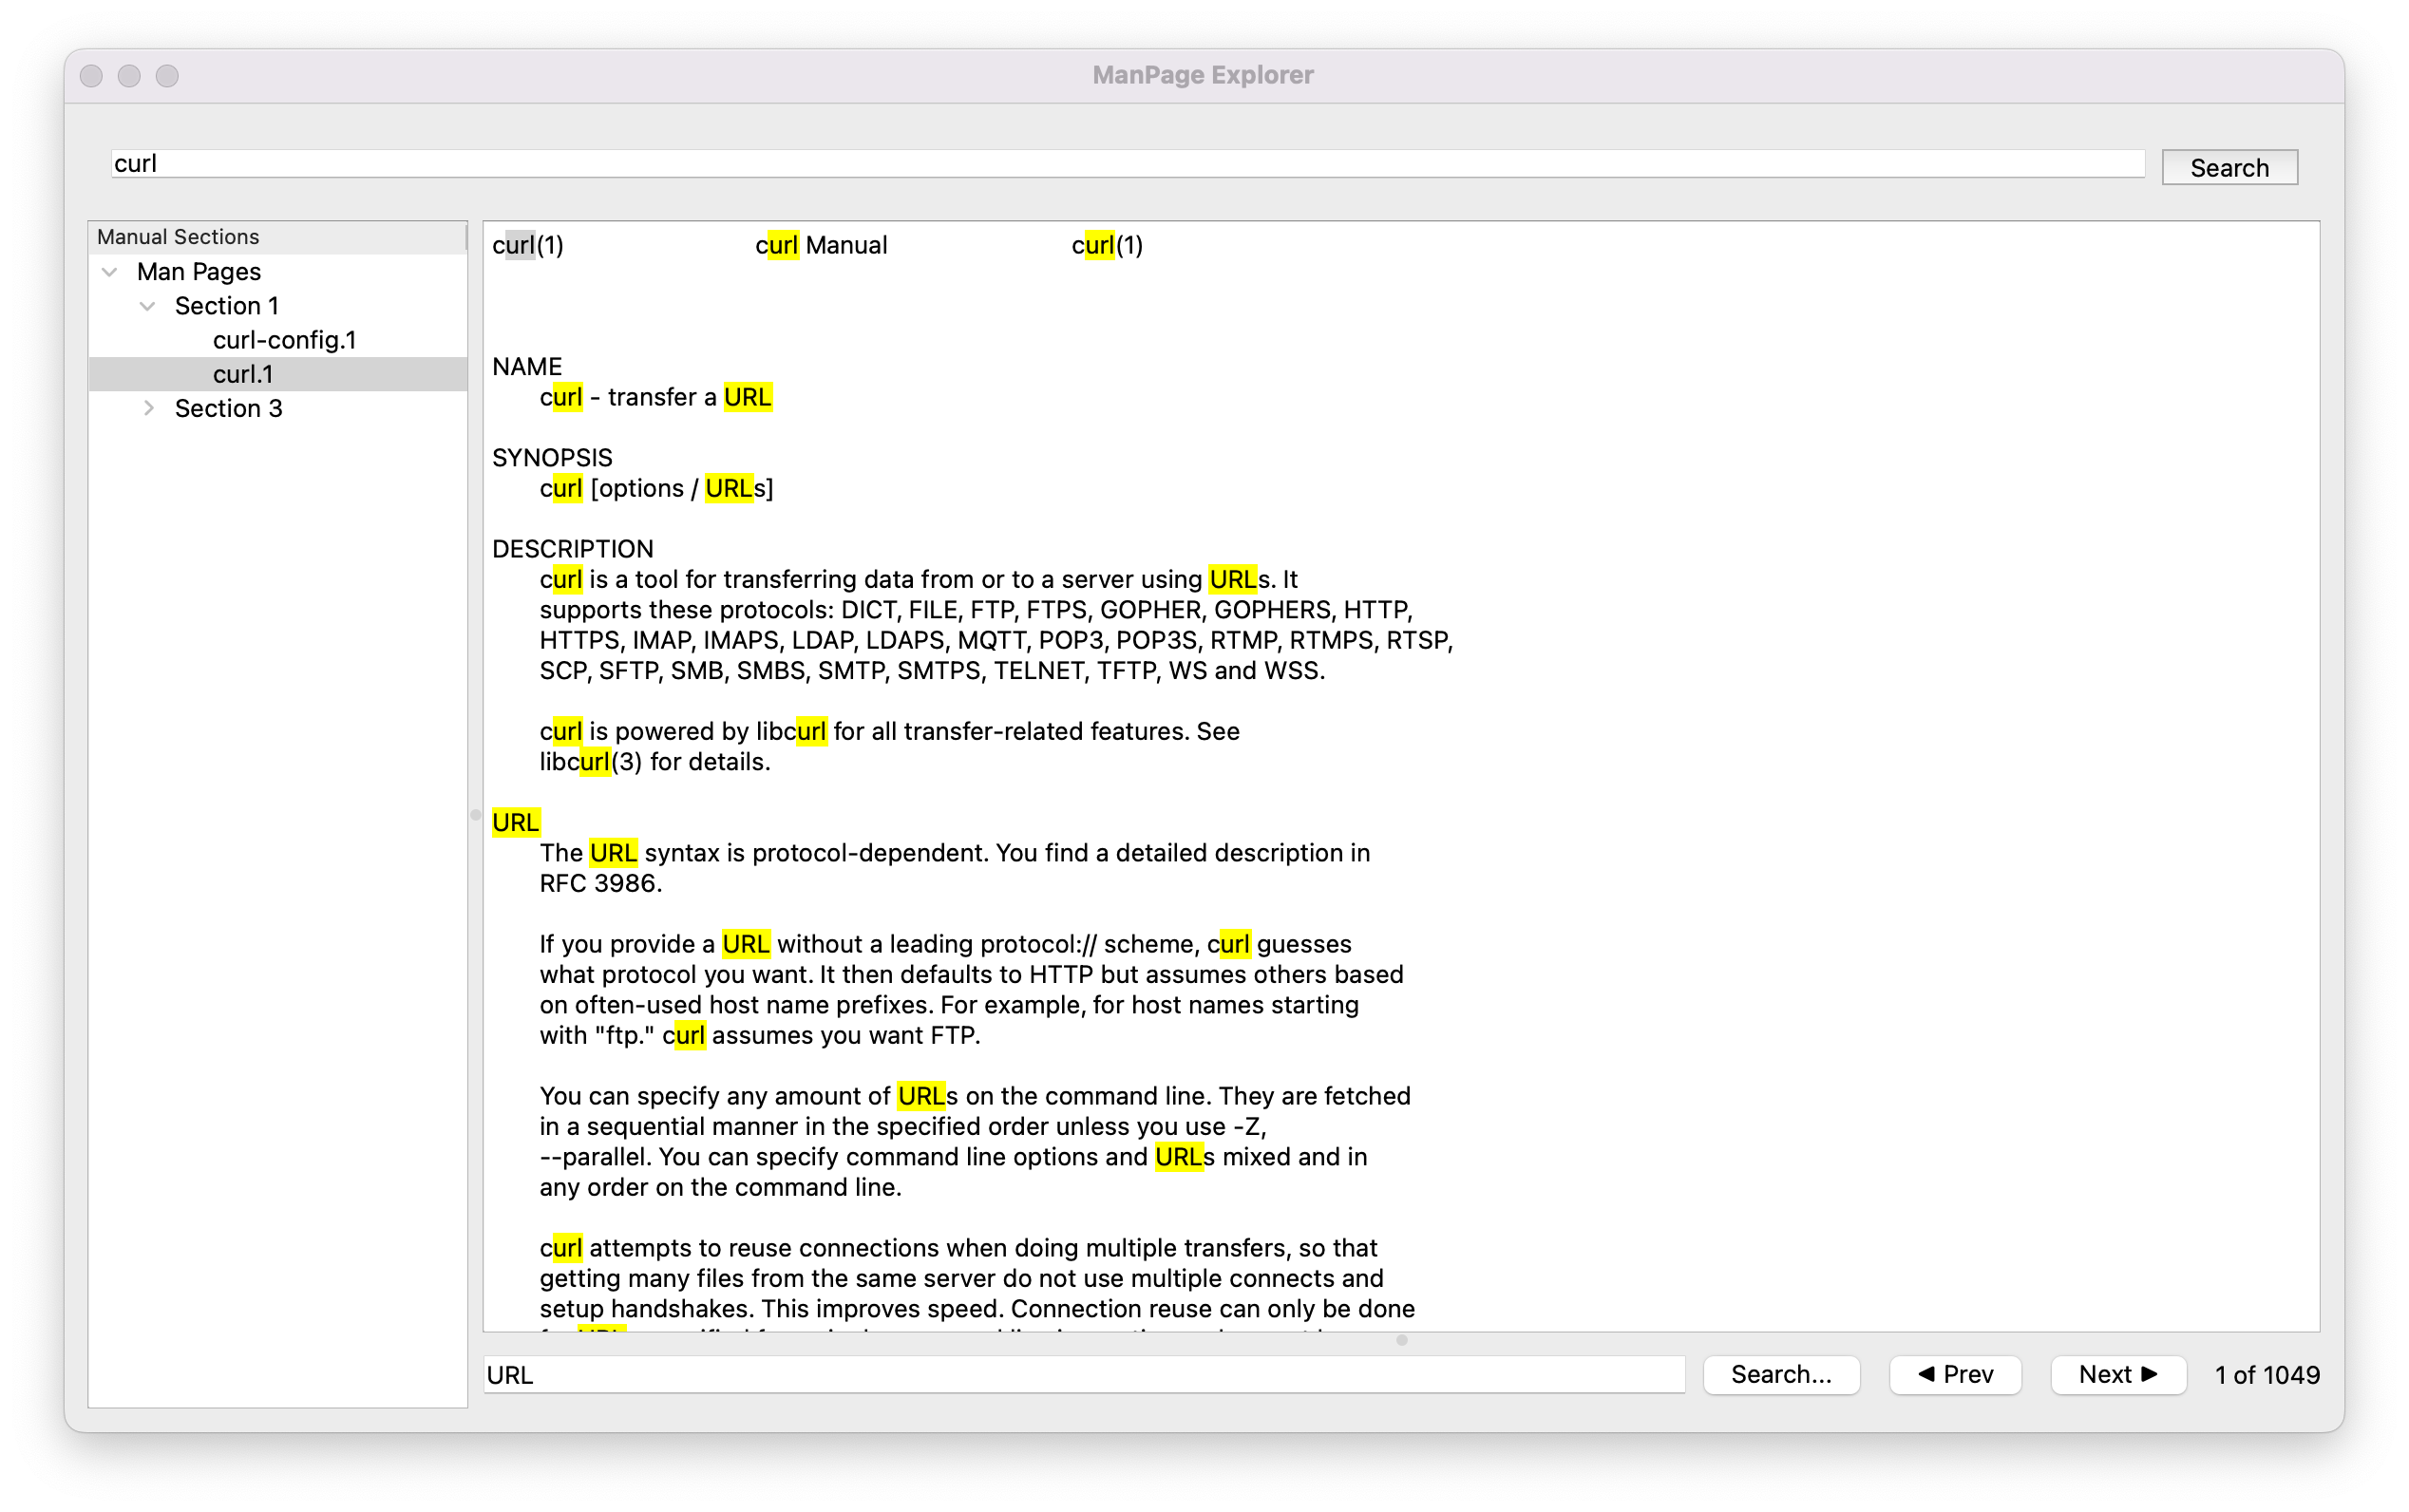 ManPage Explorer
curl
Search
Manual Sections
Man Pages
Section 1
curl-config.1
curl.1
Section 3
curl(1) curl Manual curl(1)
NAME
curl - transfer a URL
SYNOPSIS
curl [options / URLs]
DESCRIPTION
curl is a tool for transferring data from or to a server using URLs. It
supports these protocols: DICT, FILE, FTP, FTPS, GOPHER, GOPHERS, HTTP,
HTTPS, IMAP, IMAPS, LDAP, LDAPS, MQTT, POP3, POP3S, RTMP, RTMPS, RTSP,
SCP, SFTP, SMB, SMBS, SMTP, SMTPS, TELNET, TFTP, WS and WSS.
curl is powered by libcurl for all transfer-related features. See
libcurl(3) for details.
URL
The URL syntax is protocol-dependent. You find a detailed description in
RFC 3986.
If you provide a URL without a leading protocol:// scheme, curl guesses
what protocol you want. It then defaults to HTTP but assumes others based
on often-used host name prefixes. For example, for host names starting
with "ftp." curl assumes you want FTP.
You can specify any amount of URLs on the command line. They are fetched
in a sequential manner in the specified order unless you use -Z,
--parallel. You can specify command line options and URLs mixed and in
any order on the command line.
curl attempts to reuse connections when doing multiple transfers, so that
getting many files from the same server do not use multiple connects and
setup handshakes. This improves speed. Connection reuse can only be done
URL
Search...
◀ Prev
Next ▶
1 of 1049